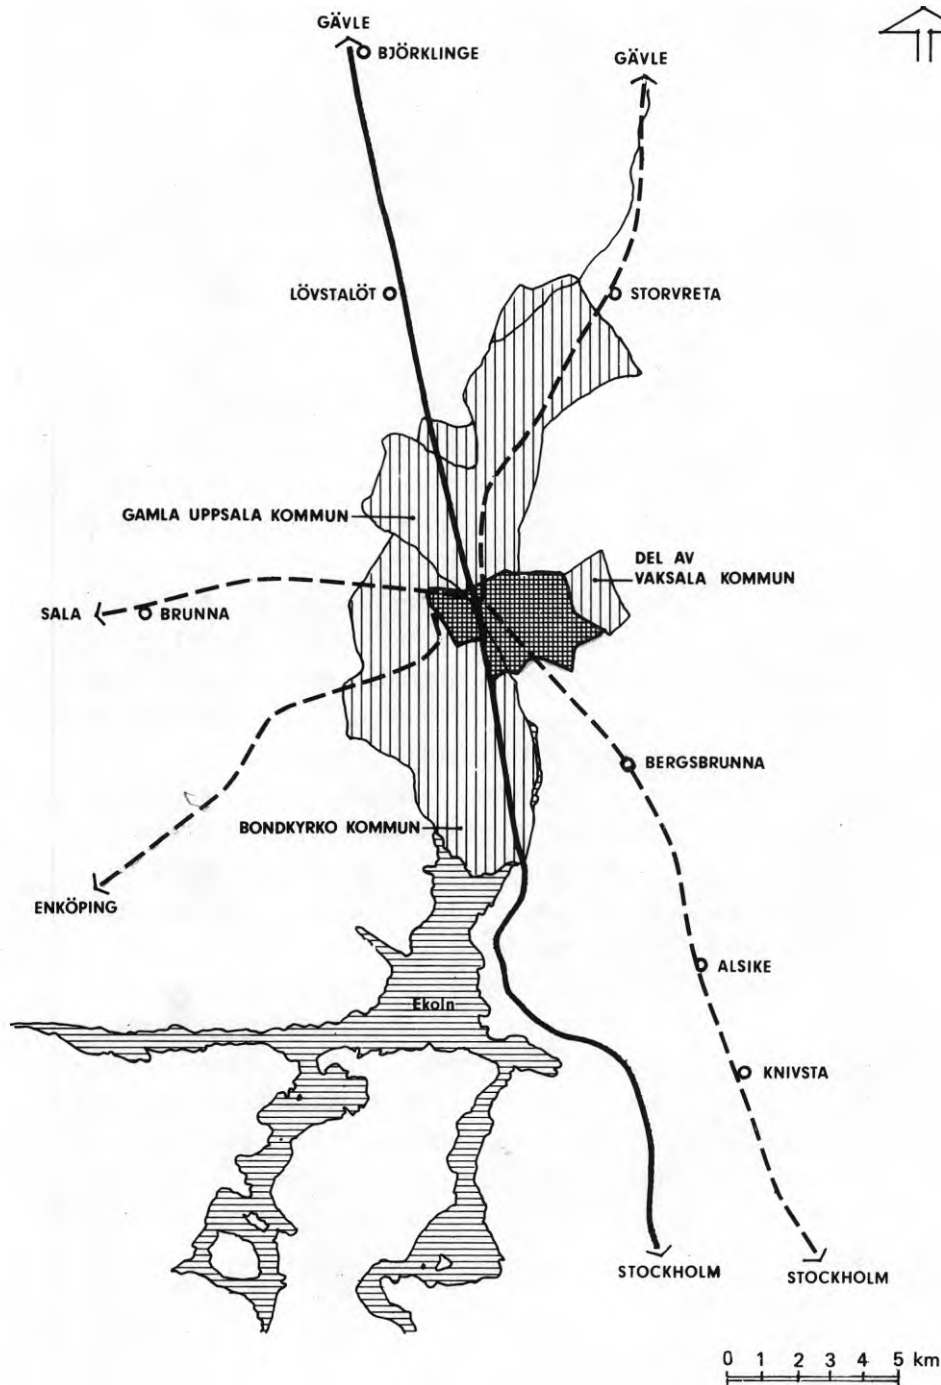 GÄVLE
BJÖRKLINGE
GÄVLE
LÖVSTALÖT
STORVRETA
GAMLA UPPSALA KOMMUN
DEL AV
VAKSALA KOMMUN
SALA
BRUNNA
BERGSBRUNNA
BONDKYRKO KOMMUN
ENKÖPING
ALSIKE
Ekoln
KNIVSTA
STOCKHOLM
STOCKHOLM
0 1 2 3 4 5 km